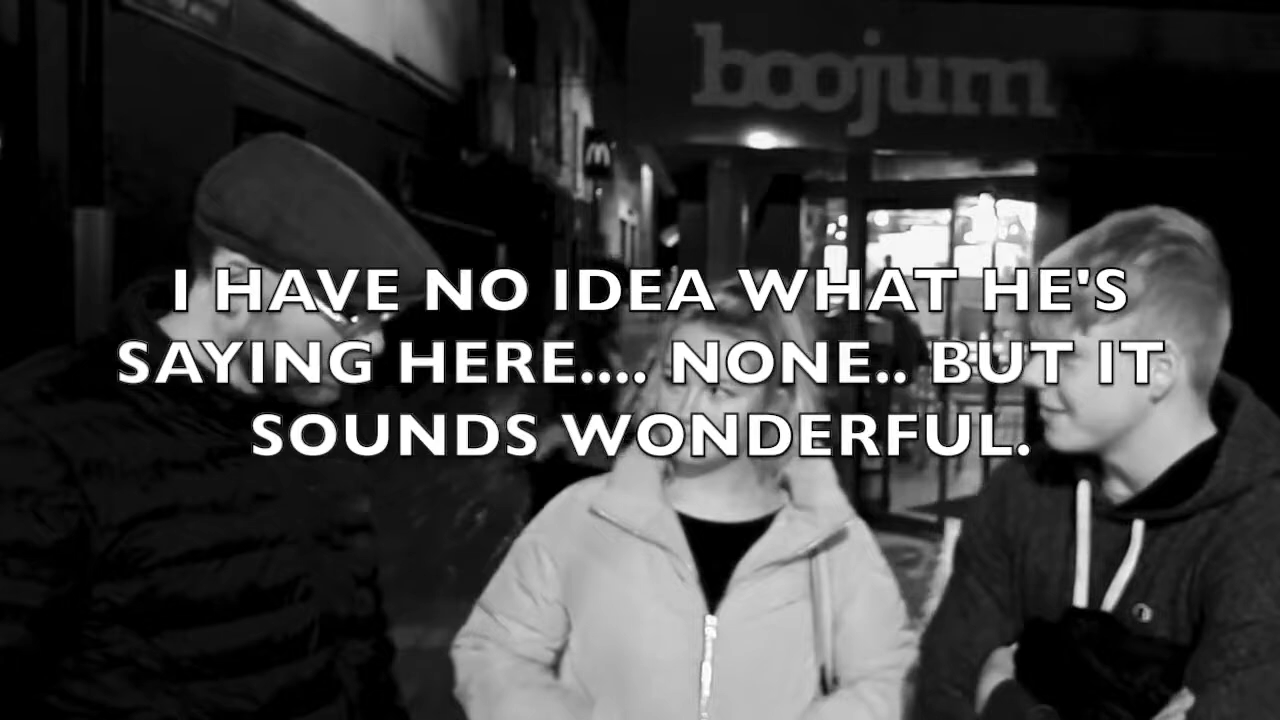 boojum
I HAVE NO IDEA WHAT HE'S
SAYING HERE.... NONE.. BUT IT
SOUNDS WONDERFUL.